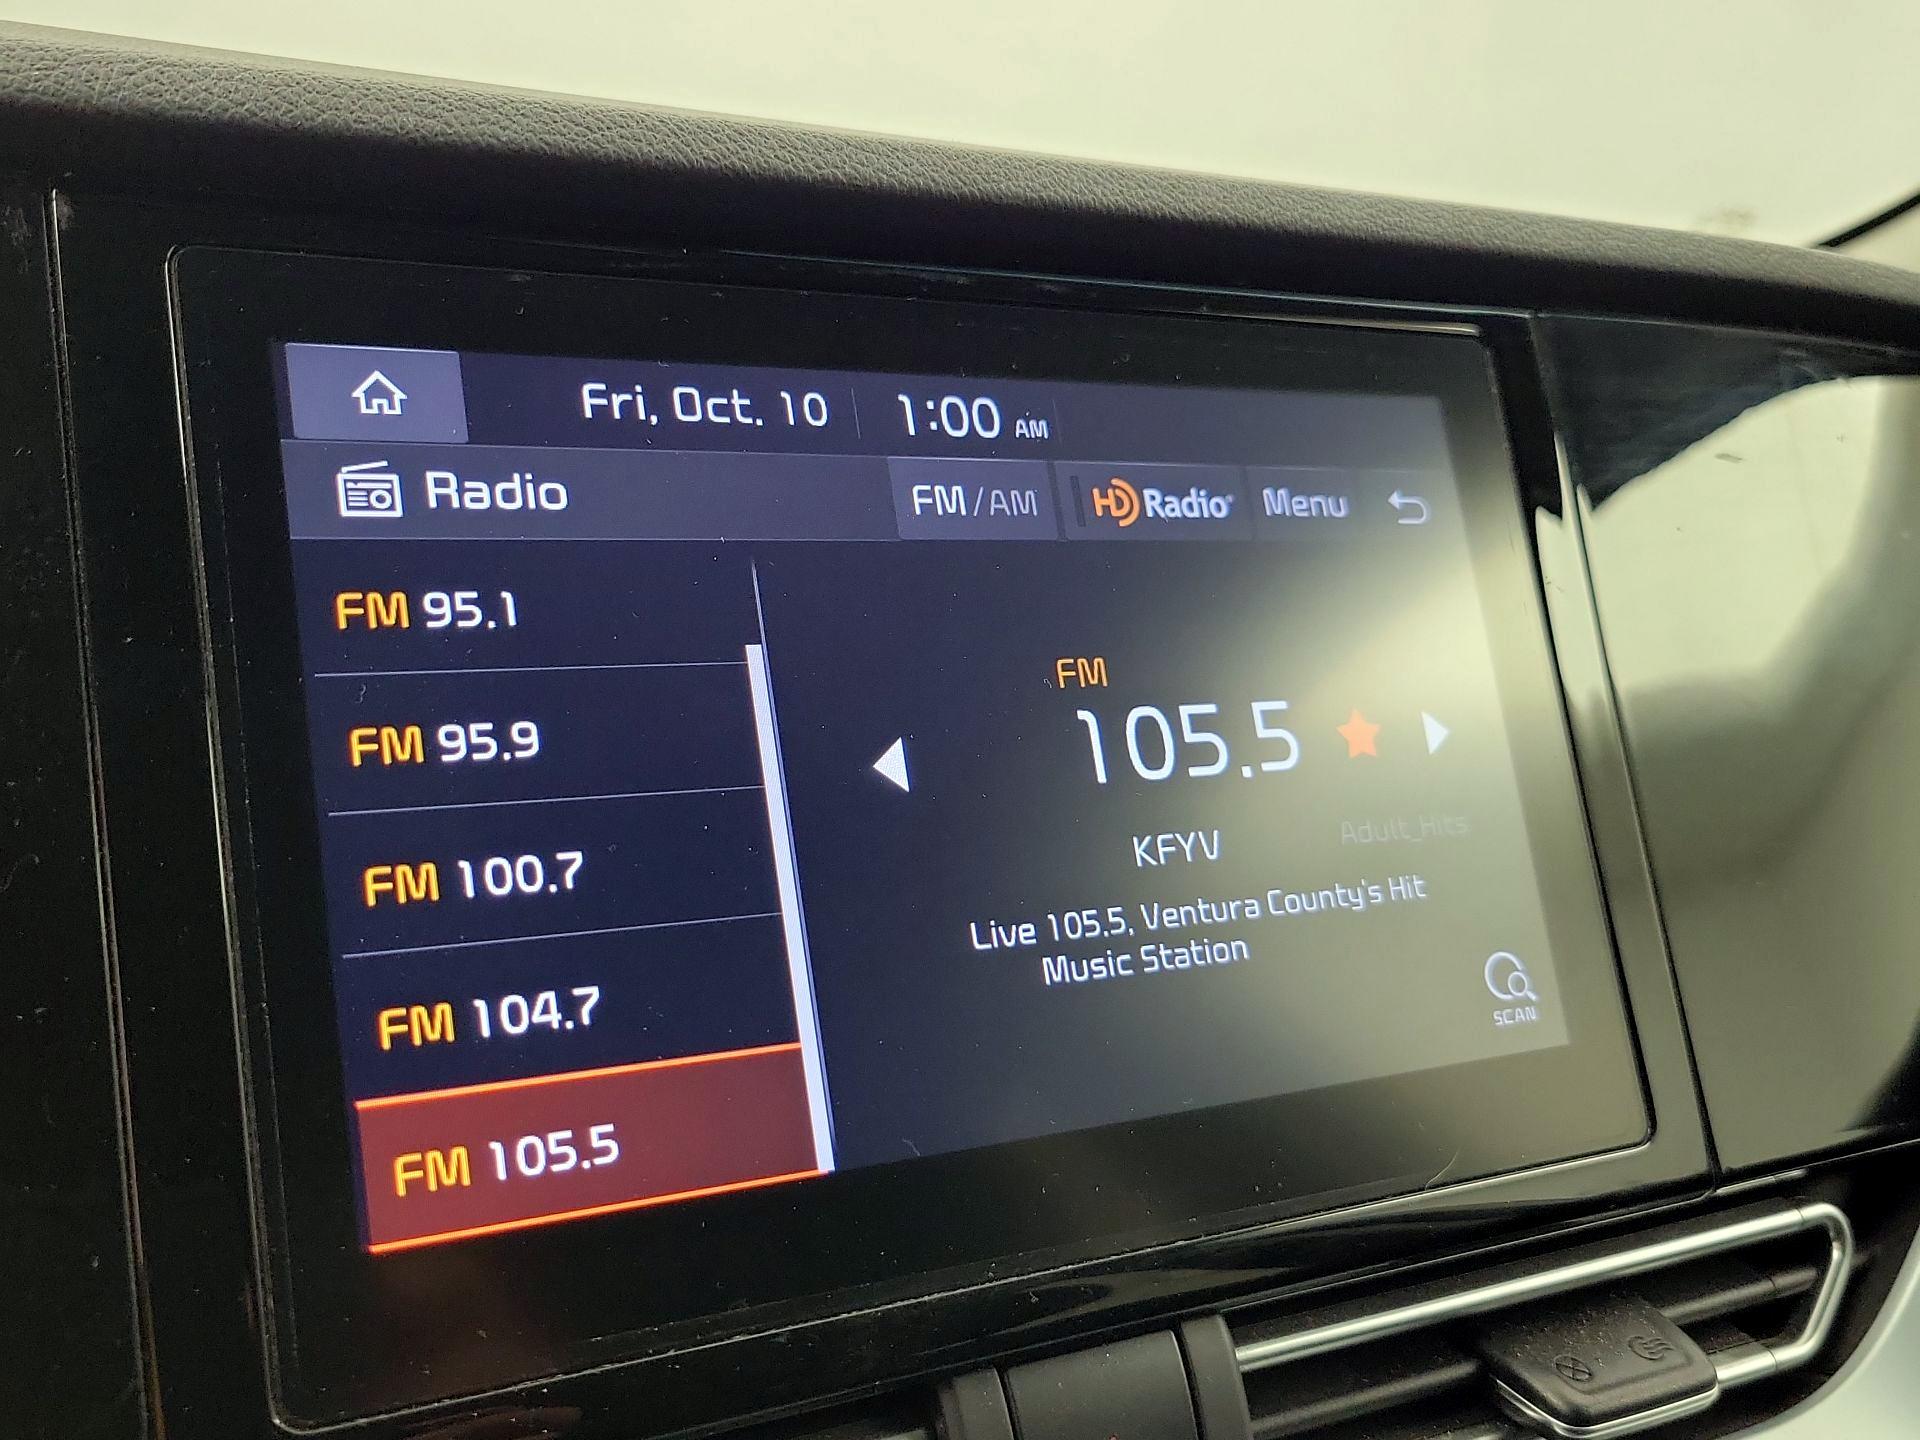 Fri, Oct. 10 1:00 AM
Radio FM/AM HD Radio® Menu
FM 95.1
FM 95.9
FM 100.7
FM 104.7
FM 105.5
FM
105.5
KFYV Adult_Hits
Live 105.5, Ventura County's Hit
Music Station
SCAN